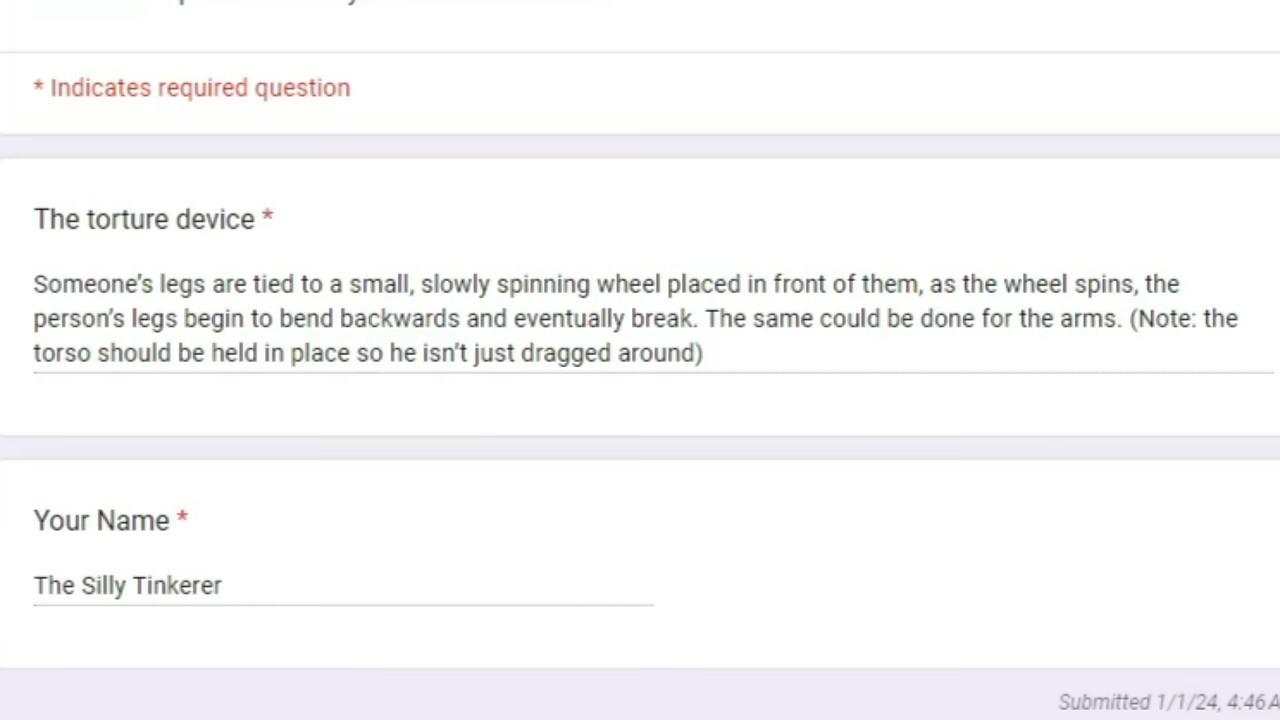 * Indicates required question
The torture device *
Someone's legs are tied to a small, slowly spinning wheel placed in front of them, as the wheel spins, the
person's legs begin to bend backwards and eventually break. The same could be done for the arms. (Note: the
torso should be held in place so he isn't just dragged around)
Your Name *
The Silly Tinkerer
Submitted 1/1/24, 4:46 A